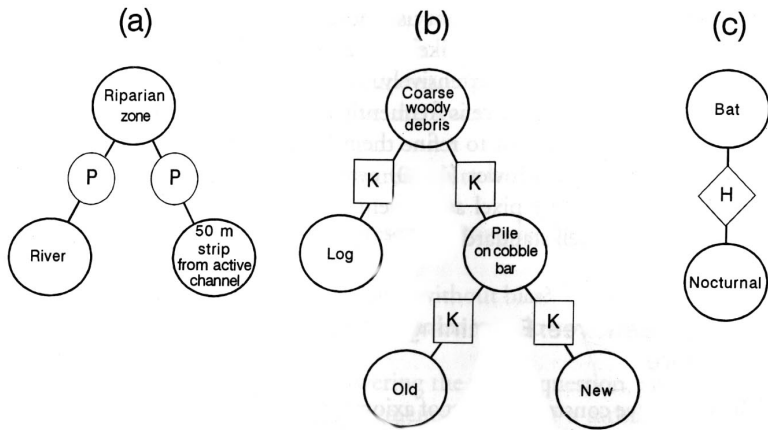 (a)
(b)
(c)
Riparian
zone
P
P
River
50 m
strip
from active
channel
Coarse
woody
debris
K
K
Log
Pile
on cobble
bar
K
K
Old
New
Bat
H
Nocturnal